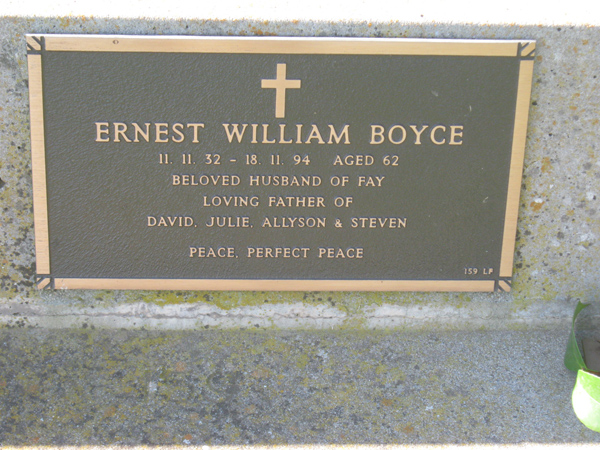 ERNEST WILLIAM BOYCE
11. 11. 32 - 18. 11. 94 AGED 62
BELOVED HUSBAND OF FAY
LOVING FATHER OF
DAVID, JULIE, ALLYSON & STEVEN
PEACE, PERFECT PEACE
159 LP